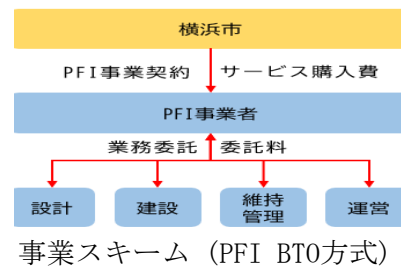 横浜市
PFI事業契約 サービス購入費
PFI事業者
業務委託 委託料
設計 建設 維持管理 運営
事業スキーム (PFI BTO方式)